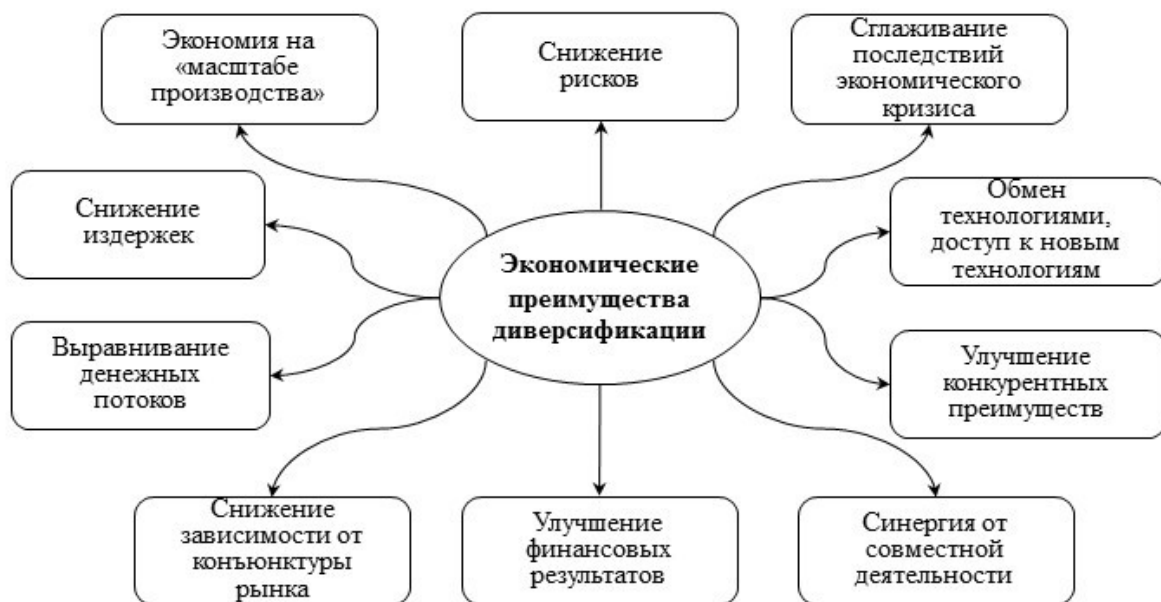 Экономия на
«масштабе
производства»
Снижение
рисков
Сглаживание
последствий
экономического
кризиса
Снижение
издержек
Экономические
преимущества
диверсификации
Обмен
технологиями,
доступ к новым
технологиям
Выравнивание
денежных
потоков
Улучшение
конкурентных
преимуществ
Снижение
зависимости от
конъюнктуры
рынка
Улучшение
финансовых
результатов
Синергия от
совместной
деятельности